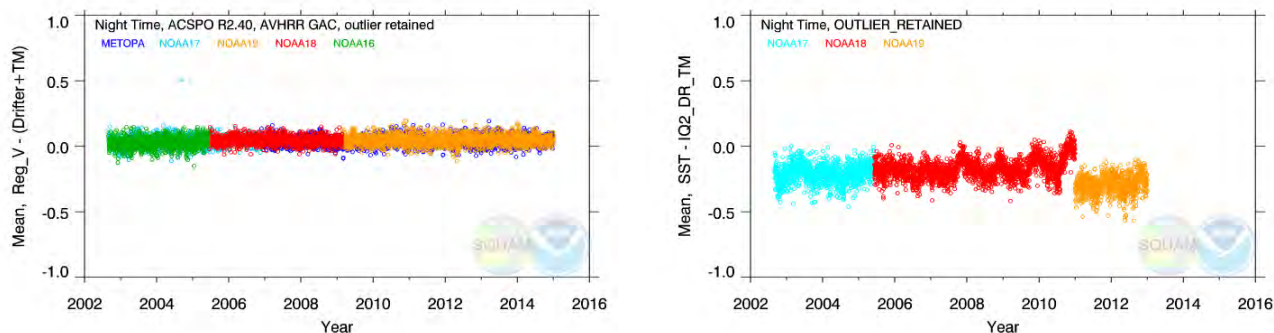 Night Time, ACSPO R2.40, AVHRR GAC, outlier retained
METOPA NOAA17 NOAA19 NOAA18 NOAA16
Mean, Reg_V - (Drifter+TM)
1.0
0.5
0.0
-0.5
-1.0
2002 2004 2006 2008 2010 2012 2014 2016
Year
SQUAM
Night Time, OUTLIER_RETAINED
NOAA17 NOAA18 NOAA19
Mean, SST - IQ2_DR_TM
1.0
0.5
0.0
-0.5
-1.0
2002 2004 2006 2008 2010 2012 2014 2016
Year
SQUAM